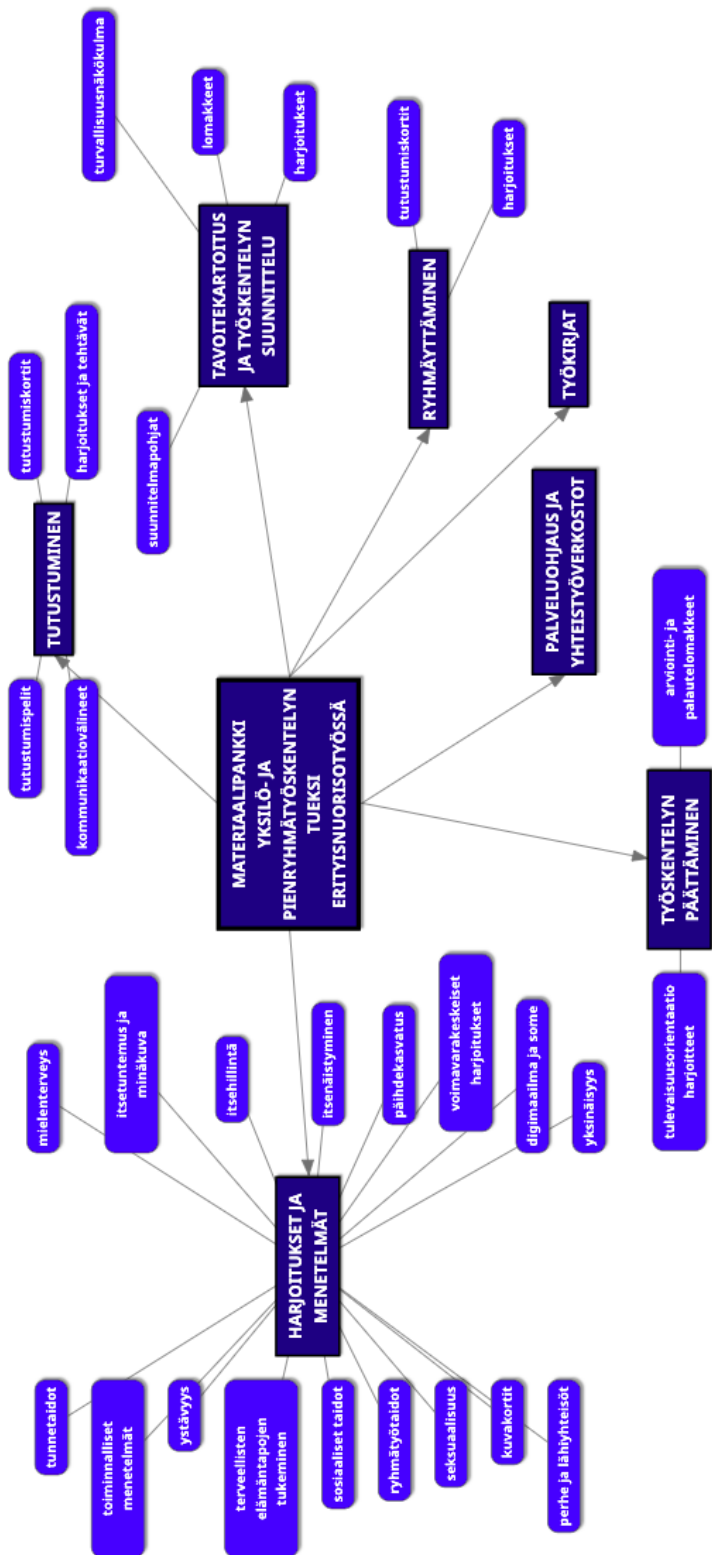 MATERIAALIPANKKI
YKSILÖ- JA
PIENRYHMÄTYÖSKENTELYN
TUEKSI
ERITYISNUORISOTYÖSSÄ
HARJOITUKSET JA
MENETELMÄT
tunnetaidot
toiminnalliset
menetelmät
ystävyys
terveellisten
elämäntapojen
tukeminen
sosiaaliset taidot
ryhmätyötaidot
seksuaalisuus
kuvakortit
perhe ja lähiyhteisöt
mielenterveys
itsetuntemus ja
minäkuva
itsehillintä
itsenäistyminen
päihdekasvatus
voimavarakeskeiset
harjoitukset
digimaailma ja some
yksinäisyys
TUTUSTUMINEN
tutustumispelit
kommunikaatiovälineet
tutustumiskortit
harjoitukset ja tehtävät
TAVOITEKARTOITUS
JA TYÖSKENTELYN
SUUNNITTELU
suunnitelmapohjat
turvallisuusnäkökulma
lomakkeet
harjoitukset
RYHMÄYTTÄMINEN
tutustumiskortit
harjoitukset
TYÖKIRJAT
PALVELUOHJAUS JA
YHTEISTYÖVERKOSTOT
TYÖSKENTELYN
PÄÄTTÄMINEN
tulevaisuusorientaatio
harjoitteet
arviointi- ja
palautelomakkeet